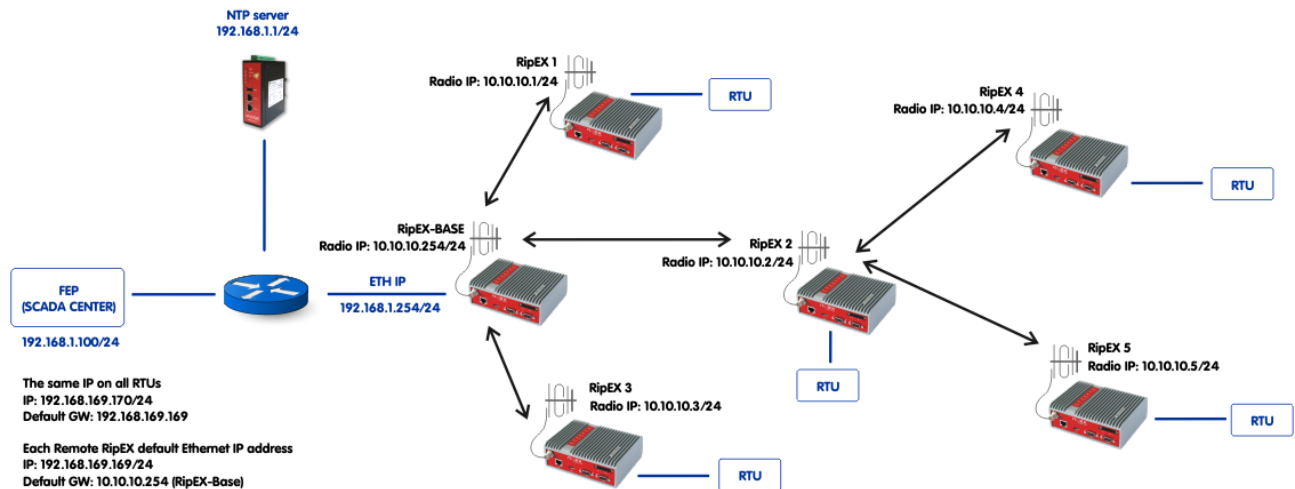 NTP server
192.168.1.1/24
RipEX 1
Radio IP: 10.10.10.1/24
RTU
RipEX 4
Radio IP: 10.10.10.4/24
RTU
RipEX-BASE
Radio IP: 10.10.10.254/24
RipEX 2
Radio IP: 10.10.10.2/24
FEP
(SCADA CENTER)
192.168.1.100/24
ETH IP
192.168.1.254/24
RTU
RipEX 5
Radio IP: 10.10.10.5/24
RTU
RipEX 3
Radio IP: 10.10.10.3/24
RTU
The same IP on all RTUs
IP: 192.168.169.170/24
Default GW: 192.168.169.169
Each Remote RipEX default Ethernet IP address
IP: 192.168.169.169/24
Default GW: 10.10.10.254 (RipEX-Base)